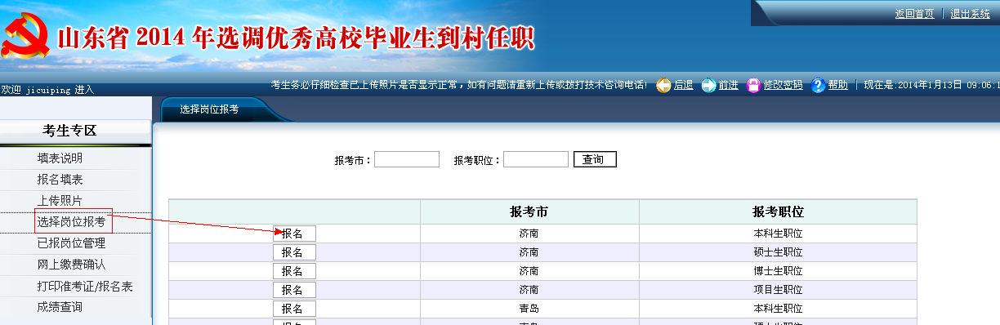 返回首页 | 退出系统
山东省 2014 年选调优秀高校毕业生到村任职
欢迎 jicuiping 进入
考生务必仔细检查已上传照片是否显示正常，如有问题请重新上传或拨打技术咨询电话! 后退 前进 修改密码 ? 帮助 | 现在是:2014年1月13日 09:06:1
选择岗位报考
考生专区
填表说明
报名填表
上传照片
选择岗位报考
已报岗位管理
网上缴费确认
打印准考证/报名表
成绩查询
报考市： 报考职位： 查询
报考市 报考职位
报名 济南 本科生职位
报名 济南 硕士生职位
报名 济南 博士生职位
报名 济南 项目生职位
报名 青岛 本科生职位